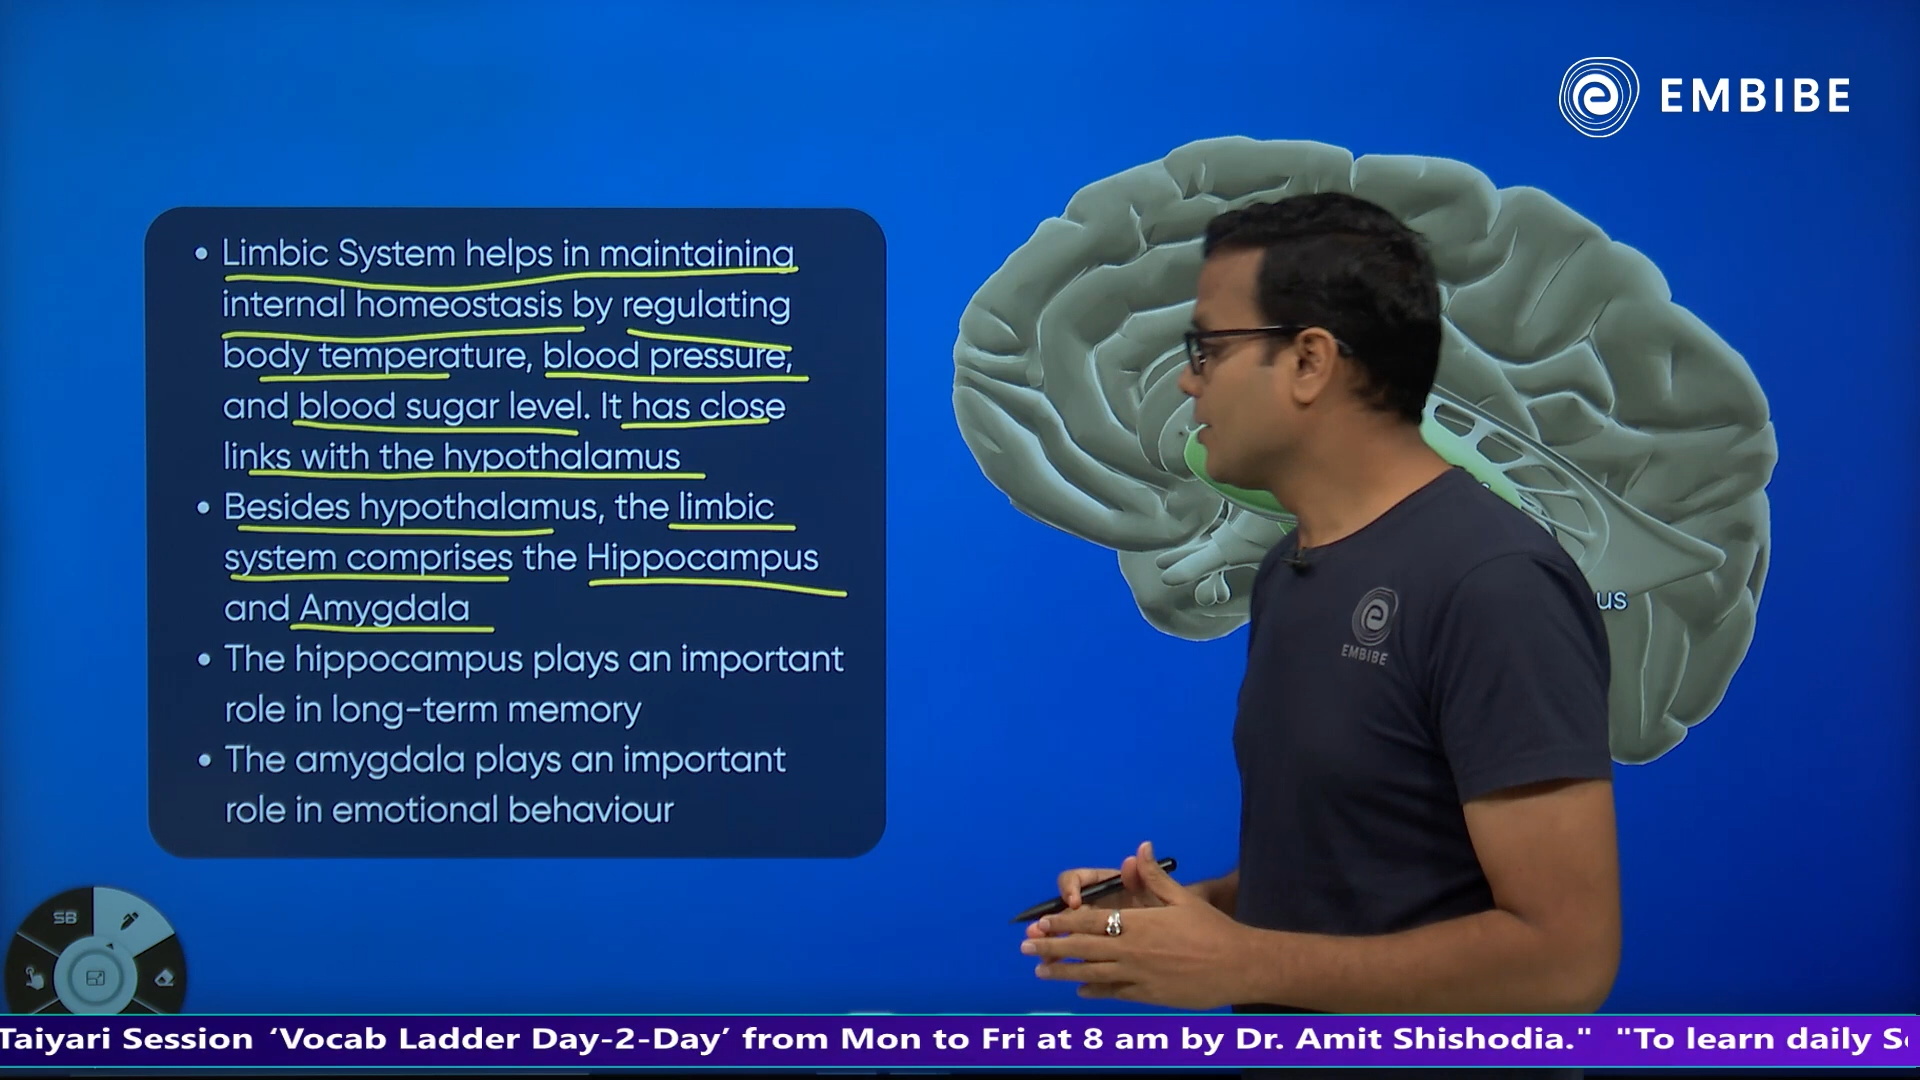 EMBIBE
• Limbic System helps in maintaining
internal homeostasis by regulating
body temperature, blood pressure,
and blood sugar level. It has close
links with the hypothalamus
• Besides hypothalamus, the limbic
system comprises the Hippocampus
and Amygdala
• The hippocampus plays an important
role in long-term memory
• The amygdala plays an important
role in emotional behaviour
us
EMBIBE
SB
Taiyari Session ‘Vocab Ladder Day-2-Day’ from Mon to Fri at 8 am by Dr. Amit Shishodia." "To learn daily